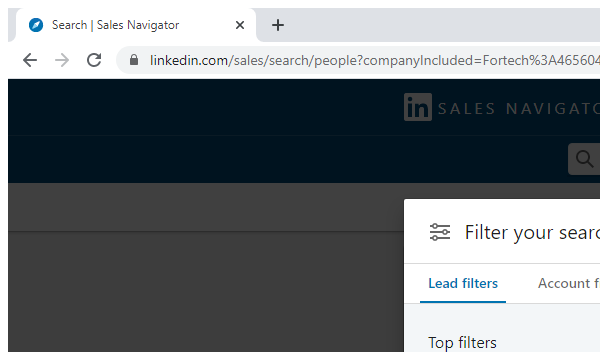 Search | Sales Navigator
linkedin.com/sales/search/people?companyIncluded=Fortech%3A465604
in SALES NAVIGATO
Filter your searc
Lead filters Account f
Top filters